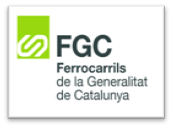 FGC
Ferrocarrils
de la Generalitat
de Catalunya